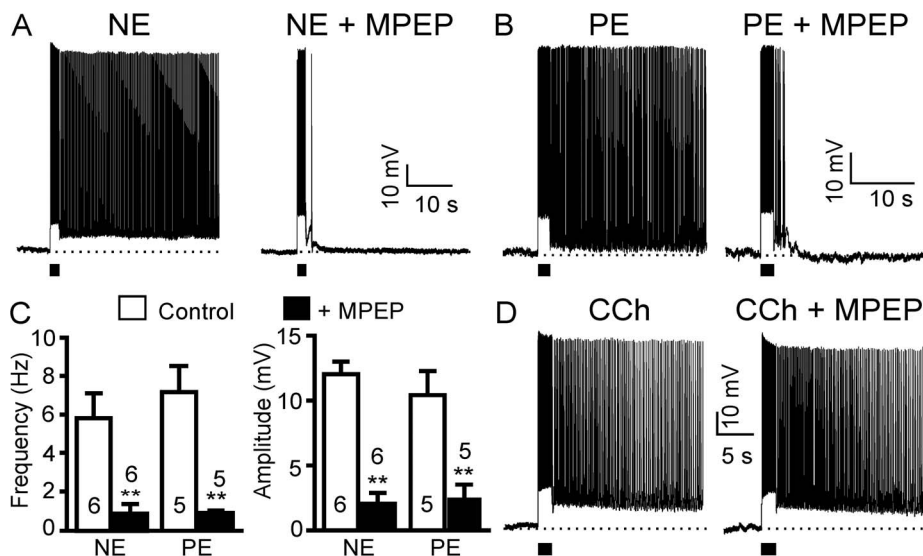 A NE NE + MPEP B PE PE + MPEP
10 mV
10 s
10 mV
10 s
C Control + MPEP D CCh CCh + MPEP
Frequency (Hz)
10
8
6
4
2
0
6 6 ** 5 5 **
NE PE
Amplitude (mV)
15
10
5
0
6 6 ** 5 5 **
NE PE
10 mV
5 s